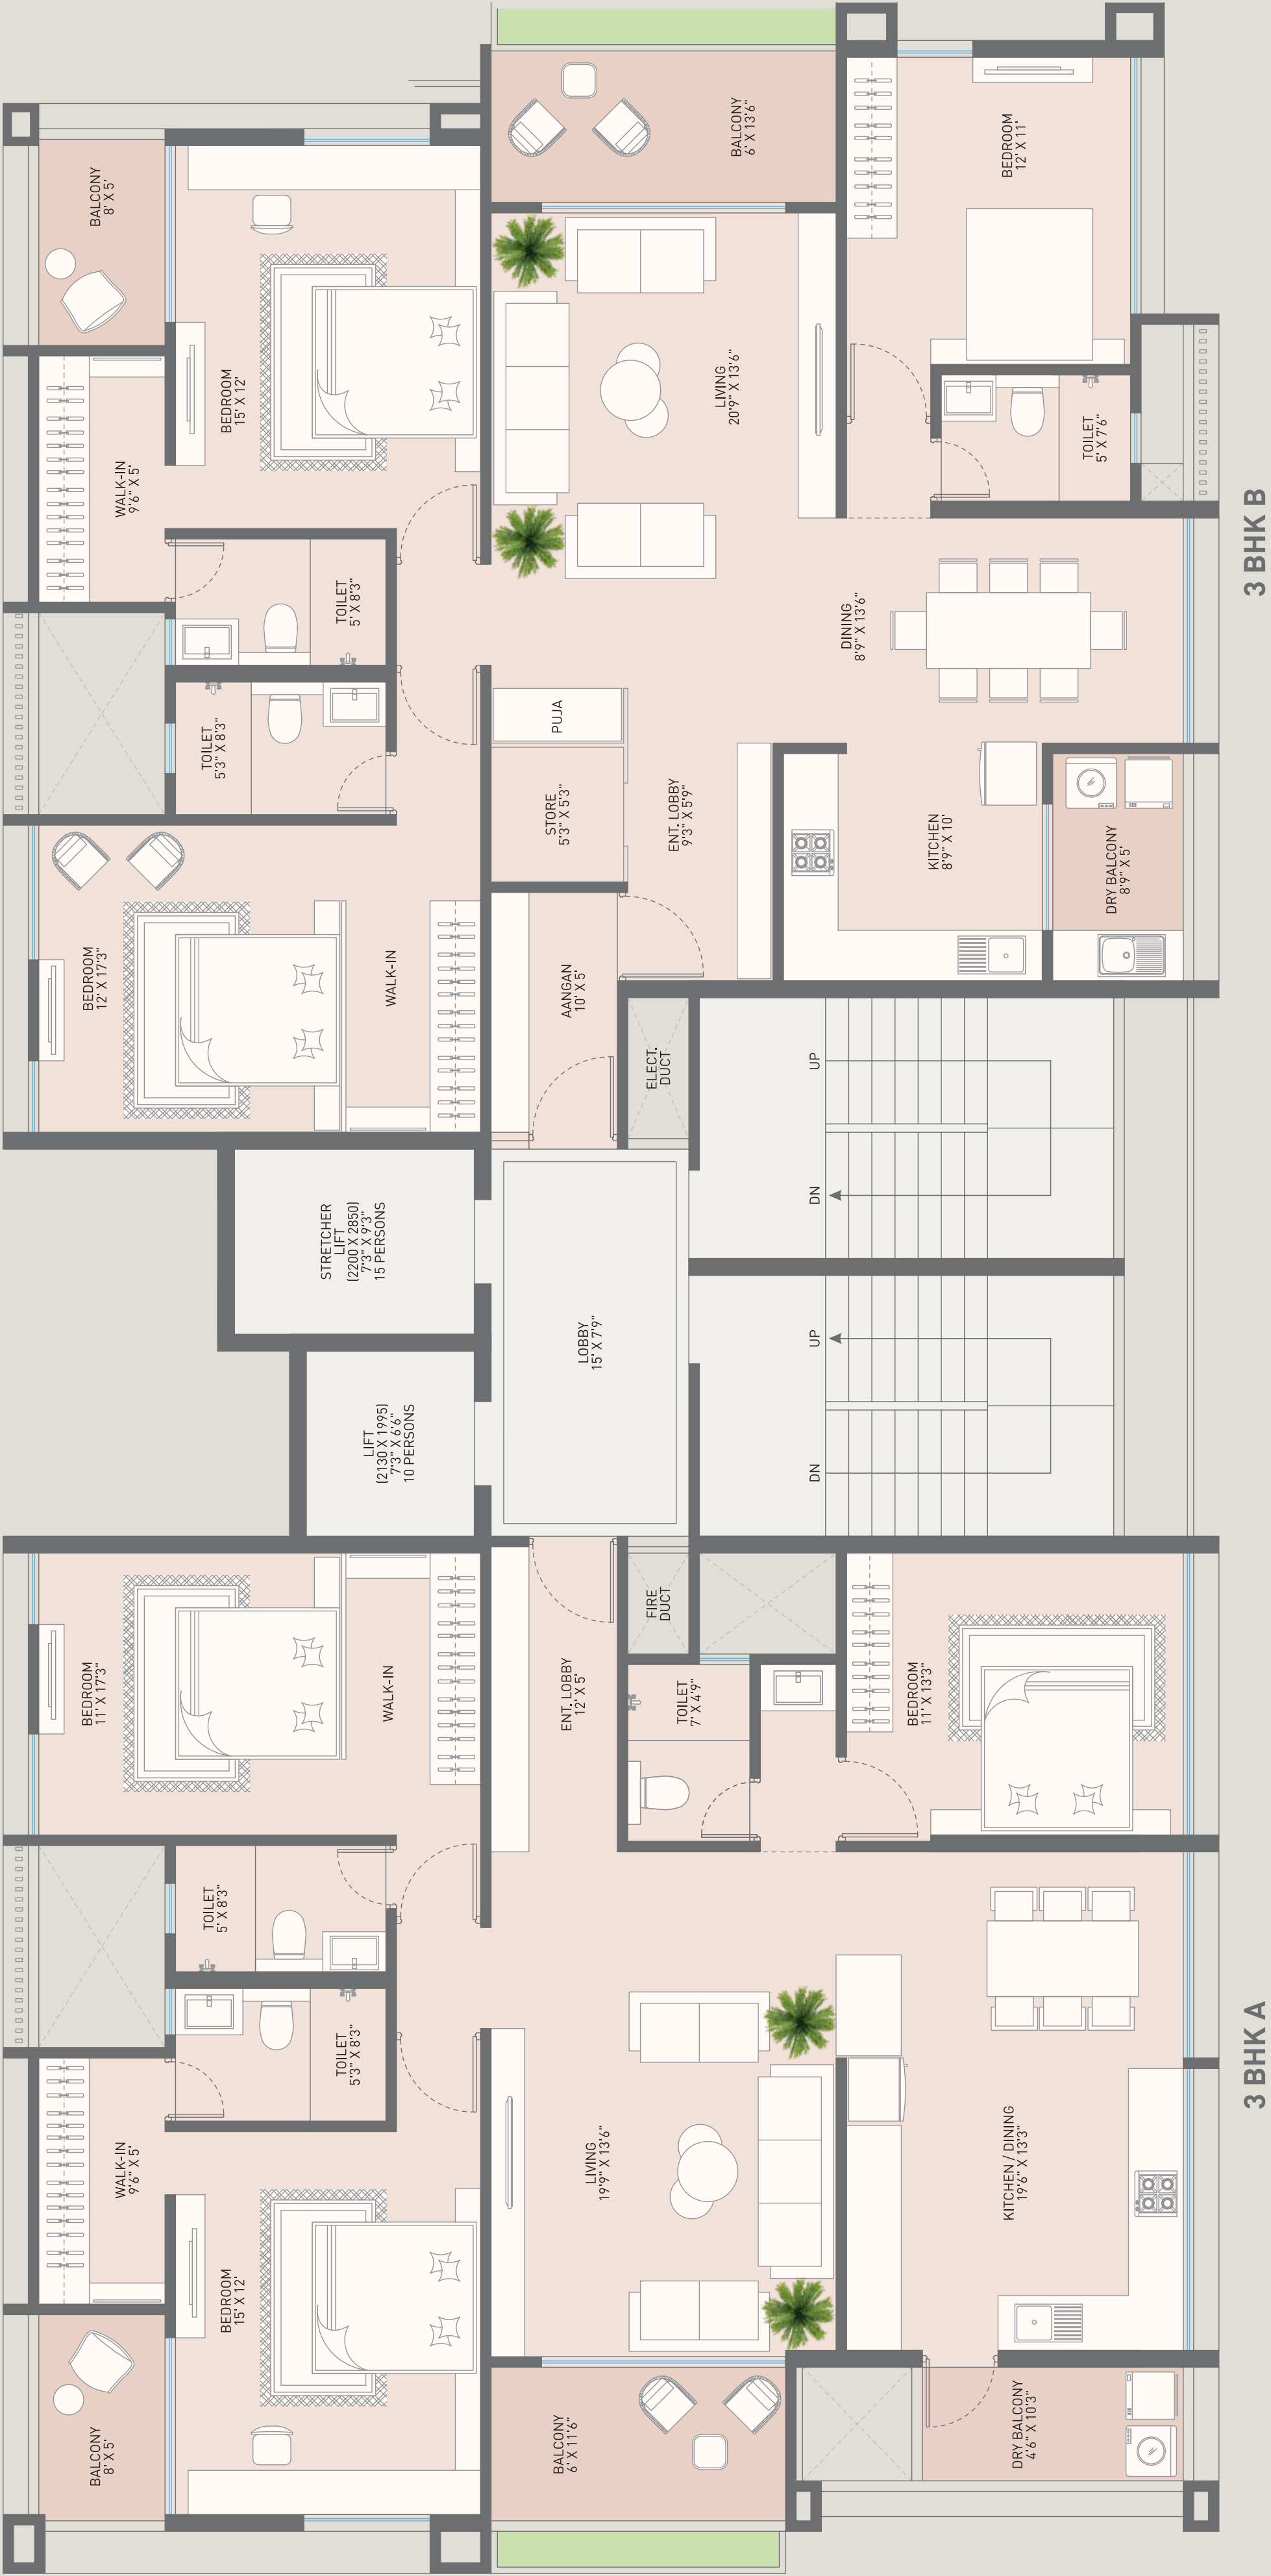 BALCONY
8' X 5'
WALK-IN
9'6" X 5'
BEDROOM
15' X 12'
TOILET
5'3" X 8'3"
TOILET
5' X 8'3"
BEDROOM
11' X 17'3"
WALK-IN
BALCONY
6' X 11'6"
LIVING
19'9" X 13'6"
ENT. LOBBY
12' X 5'
FIRE
DUCT
TOILET
7' X 4'9"
BEDROOM
11' X 13'3"
DRY BALCONY
4'6" X 10'3"
KITCHEN / DINING
19'6" X 13'3"
3 BHK A
LIFT
(2130 X 1995)
7'3" X 6'6"
10 PERSONS
STRETCHER
LIFT
(2200 X 2850)
7'3" X 9'3"
15 PERSONS
LOBBY
15' X 7'9"
DN
UP
DN
UP
BEDROOM
12' X 17'3"
WALK-IN
TOILET
5'3" X 8'3"
TOILET
5' X 8'3"
WALK-IN
9'6" X 5'
BEDROOM
15' X 12'
BALCONY
8' X 5'
AANGAN
10' X 5'
ELECT.
DUCT
STORE
5'3" X 5'3"
PUJA
ENT. LOBBY
9'3" X 5'9"
LIVING
20'9" X 13'6"
BALCONY
6' X 13'6"
DINING
8'9" X 13'6"
KITCHEN
8'9" X 10'
DRY BALCONY
8'9" X 5'
TOILET
5' X 7'6"
BEDROOM
12' X 11'
3 BHK B